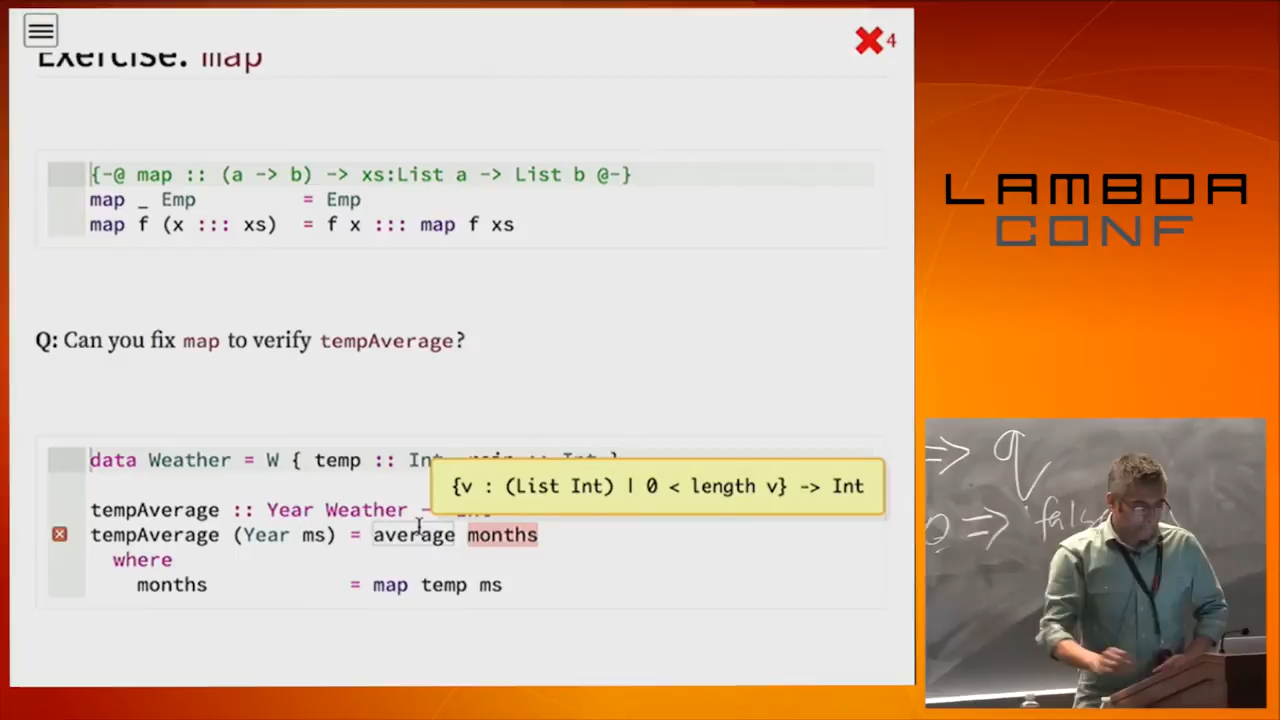 Exercise: map
4
{-@ map :: (a -> b) -> xs:List a -> List b @-}
map _ Emp = Emp
map f (x ::: xs) = f x ::: map f xs
Q: Can you fix map to verify tempAverage?
data Weather = W { temp :: Int
{v : (List Int) | 0 < length v} -> Int
tempAverage :: Year Weather
tempAverage (Year ms) = average months
where
months = map temp ms
LAMBDA
CONF
=> q
=> false